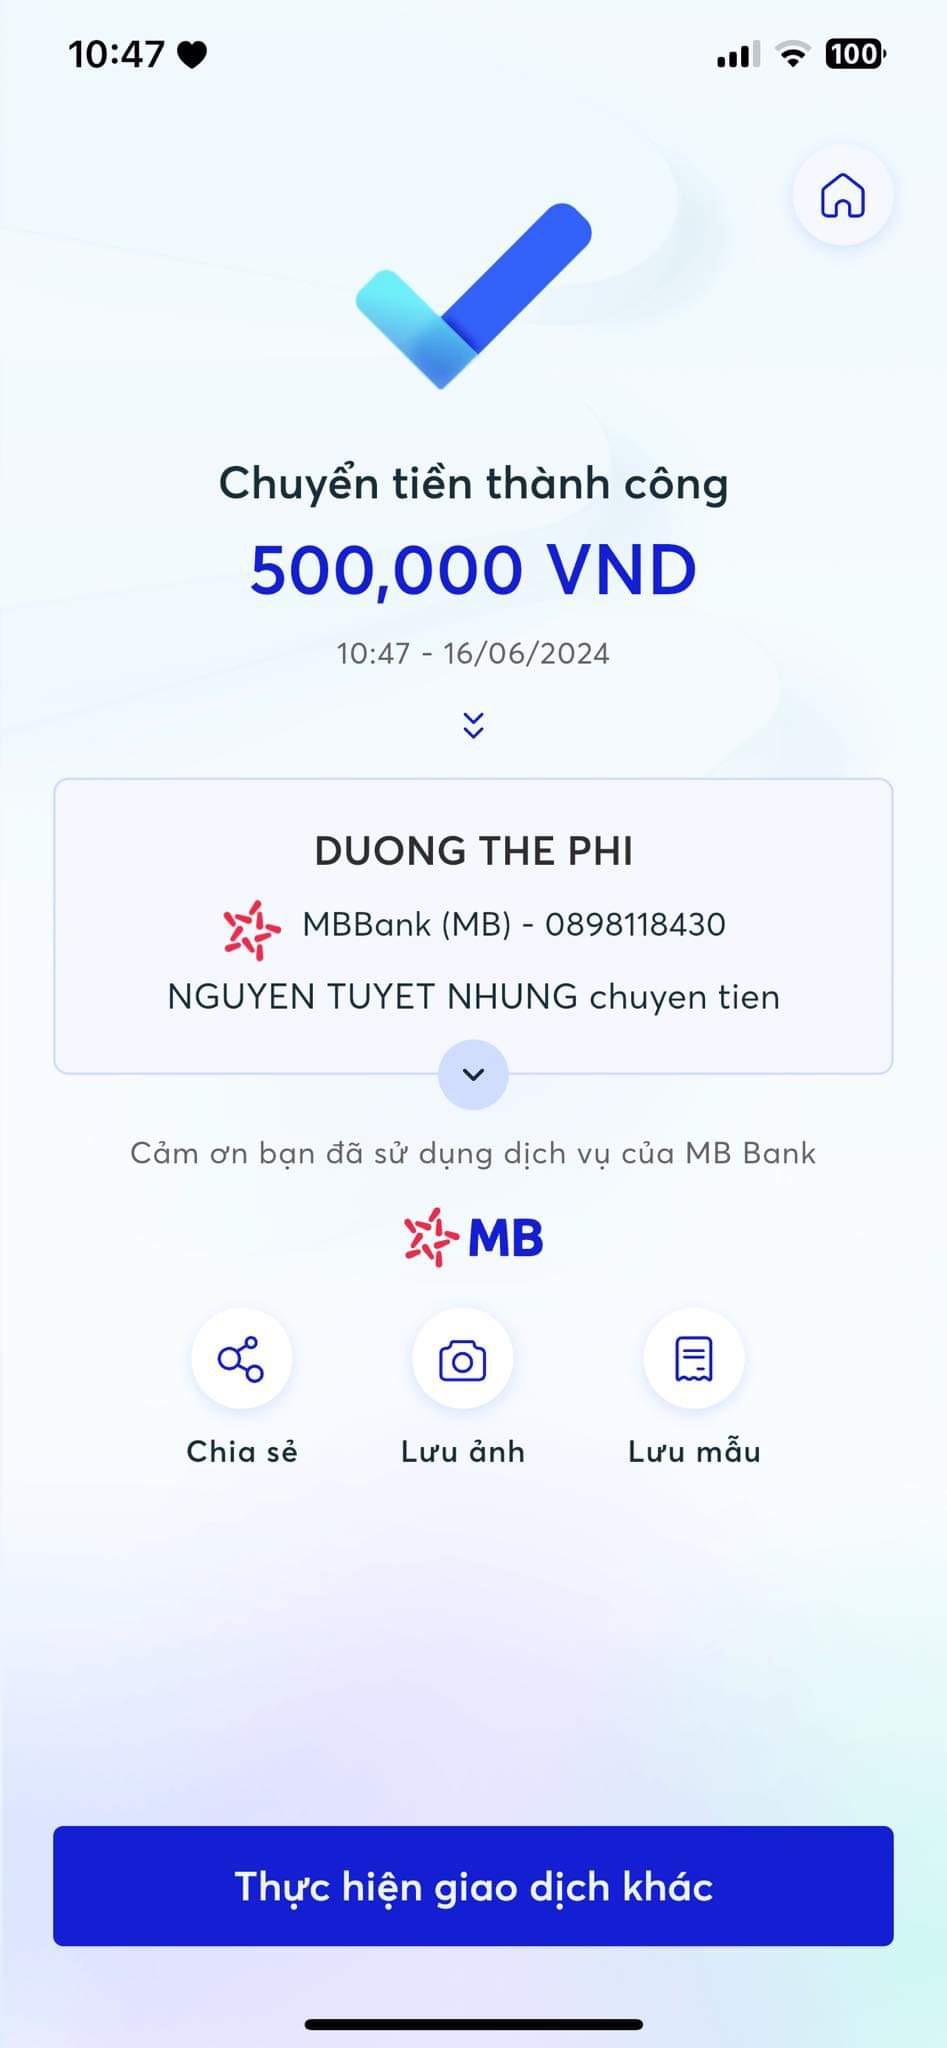 10:47
100
Chuyển tiền thành công
500,000 VND
10:47 - 16/06/2024
DUONG THE PHI
MBBank (MB) - 0898118430
NGUYEN TUYET NHUNG chuyen tien
Cảm ơn bạn đã sử dụng dịch vụ của MB Bank
MB
Chia sẻ Lưu ảnh Lưu mẫu
Thực hiện giao dịch khác